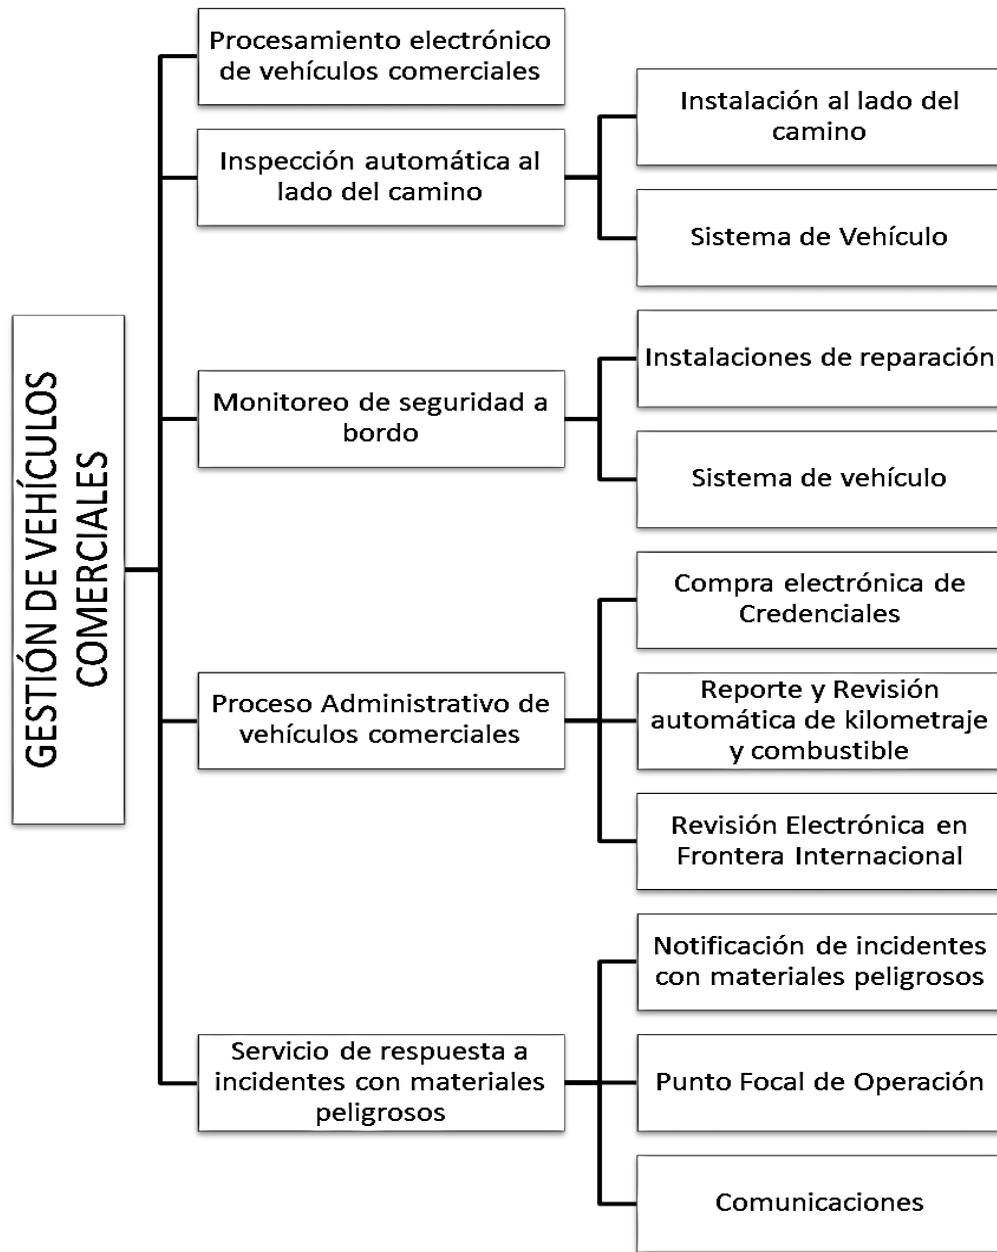 GESTIÓN DE VEHÍCULOS
COMERCIALES
Procesamiento electrónico
de vehículos comerciales
Inspección automática al
lado del camino
Instalación al lado del
camino
Sistema de Vehículo
Monitoreo de seguridad a
bordo
Instalaciones de reparación
Sistema de vehículo
Proceso Administrativo de
vehículos comerciales
Compra electrónica de
Credenciales
Reporte y Revisión
automática de kilometraje
y combustible
Revisión Electrónica en
Frontera Internacional
Servicio de respuesta a
incidentes con materiales
peligrosos
Notificación de incidentes
con materiales peligrosos
Punto Focal de Operación
Comunicaciones